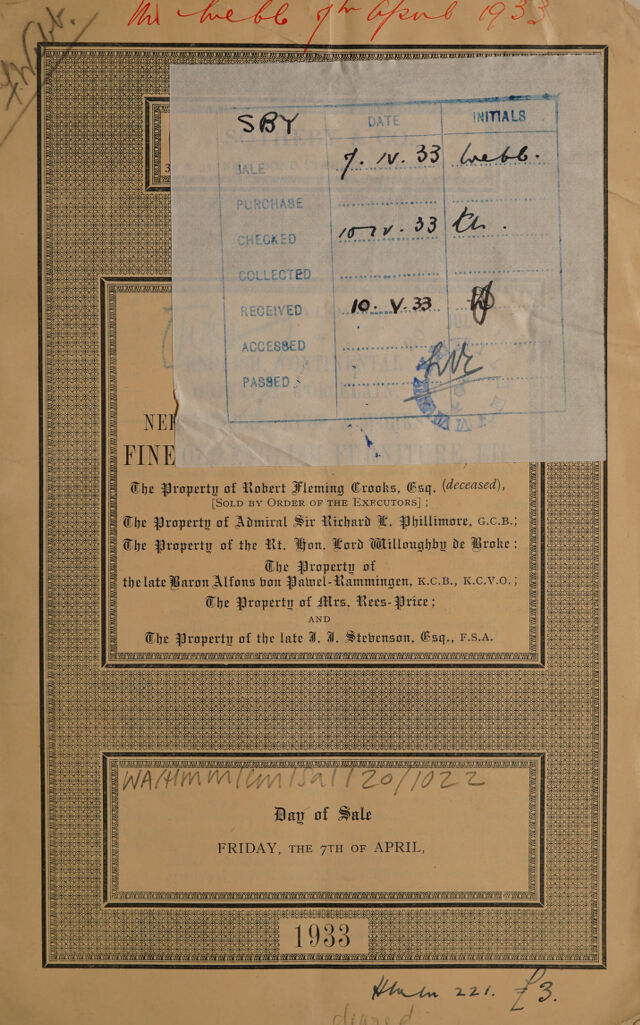 Mr Webb 7th April 1933
SBY
DATE
INITIALS
SALE 7. IV. 33 Webb.
PURCHASE
CHECKED 33
COLLECTED
RECEIVED 10. V. 33
ACCESSED
PASSED
FINE
The Property of Robert Fleming Crooks, Esq. (deceased),
[SOLD BY ORDER OF THE EXECUTORS];
The Property of Admiral Sir Richard L. Phillimore, G.C.B.;
The Property of the Rt. Hon. Lord Willoughby de Broke;
The Property of
the late Baron Alfons von Pawel-Rammingen, K.C.B., K.C.V.O.;
The Property of Mrs. Rees-Price;
AND
The Property of the late J. J. Stevenson, Esq., F.S.A.
WA/HMM/CM/Sal/20/1022
Day of Sale
FRIDAY, THE 7TH OF APRIL,
1933
221. £3.
cleared